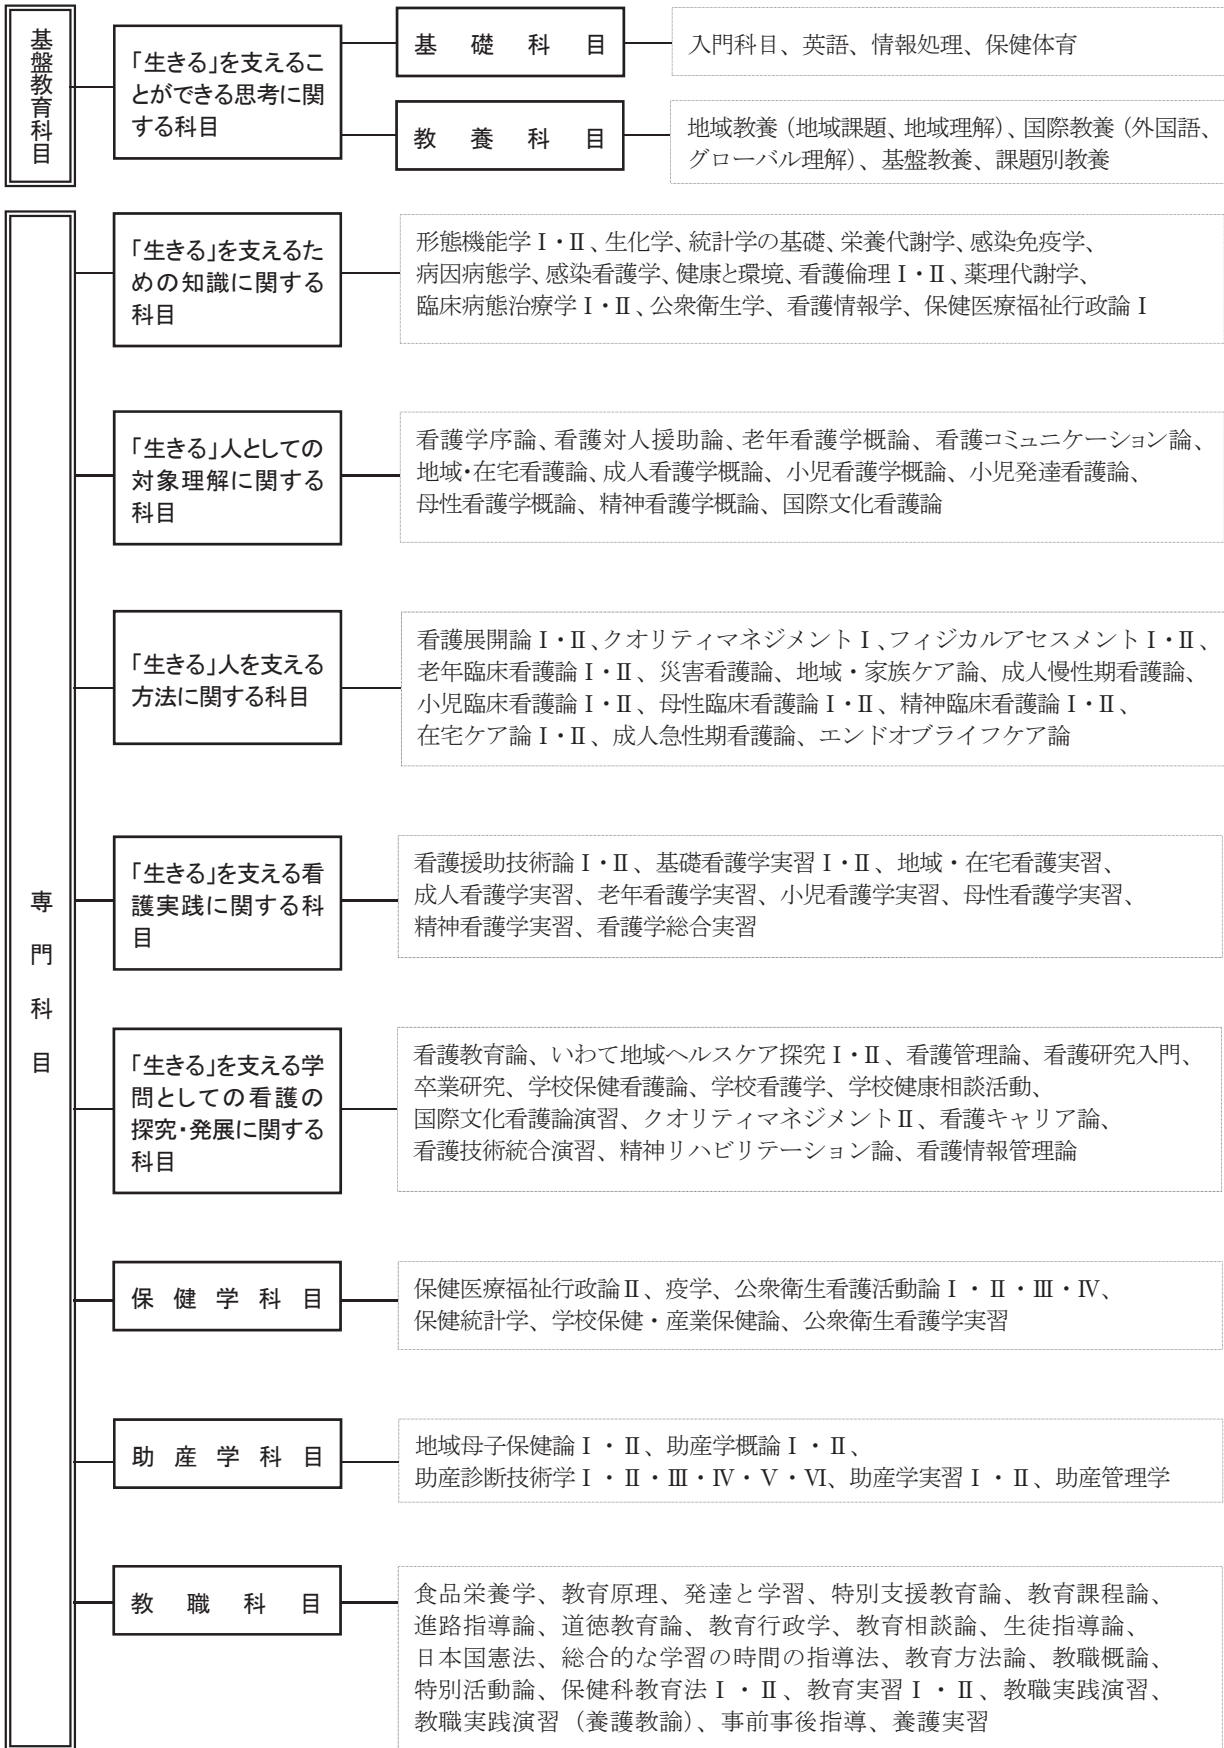 基盤教育科目
「生きる」を支えるこ
とができる思考に関
する科目
基礎科目
入門科目、英語、情報処理、保健体育
教養科目
地域教養（地域課題、地域理解）、国際教養（外国語、
グローバル理解）、基盤教養、課題別教養
専門科目
「生きる」を支えるた
めの知識に関する
科目
形態機能学Ⅰ・Ⅱ、生化学、統計学の基礎、栄養代謝学、感染免疫学、
病因病態学、感染看護学、健康と環境、看護倫理Ⅰ・Ⅱ、薬理代謝学、
臨床病態治療学Ⅰ・Ⅱ、公衆衛生学、看護情報学、保健医療福祉行政論Ⅰ
「生きる」人としての
対象理解に関する
科目
看護学序論、看護対人援助論、老年看護学概論、看護コミュニケーション論、
地域・在宅看護論、成人看護学概論、小児看護学概論、小児発達看護論、
母性看護学概論、精神看護学概論、国際文化看護論
「生きる」人を支える
方法に関する科目
看護展開論Ⅰ・Ⅱ、クオリティマネジメントⅠ、フィジカルアセスメントⅠ・Ⅱ、
老年臨床看護論Ⅰ・Ⅱ、災害看護論、地域・家族ケア論、成人慢性期看護論、
小児臨床看護論Ⅰ・Ⅱ、母性臨床看護論Ⅰ・Ⅱ、精神臨床看護論Ⅰ・Ⅱ、
在宅ケア論Ⅰ・Ⅱ、成人急性期看護論、エンドオブライフケア論
「生きる」を支える看
護実践に関する科
目
看護援助技術論Ⅰ・Ⅱ、基礎看護学実習Ⅰ・Ⅱ、地域・在宅看護実習、
成人看護学実習、老年看護学実習、小児看護学実習、母性看護学実習、
精神看護学実習、看護学総合実習
「生きる」を支える学
問としての看護の
探究・発展に関する
科目
看護教育論、いわて地域ヘルスケア探究Ⅰ・Ⅱ、看護管理論、看護研究入門、
卒業研究、学校保健看護論、学校看護学、学校健康相談活動、
国際文化看護論演習、クオリティマネジメントⅡ、看護キャリア論、
看護技術統合演習、精神リハビリテーション論、看護情報管理論
保健学科目
保健医療福祉行政論Ⅱ、疫学、公衆衛生看護活動論Ⅰ・Ⅱ・Ⅲ・Ⅳ、
保健統計学、学校保健・産業保健論、公衆衛生看護学実習
助産学科目
地域母子保健論Ⅰ・Ⅱ、助産学概論Ⅰ・Ⅱ、
助産診断技術学Ⅰ・Ⅱ・Ⅲ・Ⅳ・Ⅴ・Ⅵ、助産学実習Ⅰ・Ⅱ、助産管理学
教職科目
食品栄養学、教育原理、発達と学習、特別支援教育論、教育課程論、
進路指導論、道徳教育論、教育行政学、教育相談論、生徒指導論、
日本国憲法、総合的な学習の時間の指導法、教育方法論、教職概論、
特別活動論、保健科教育法Ⅰ・Ⅱ、教育実習Ⅰ・Ⅱ、教職実践演習、
教職実践演習（養護教諭）、事前事後指導、養護実習